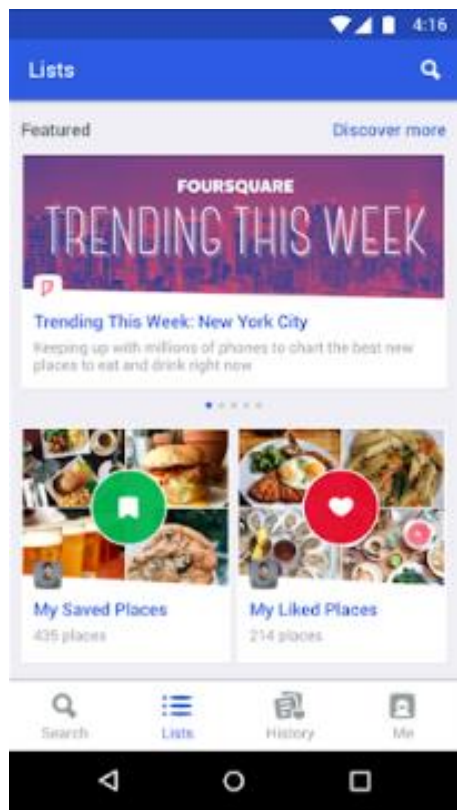 4:16
Lists
Featured
Discover more
FOURSQUARE
TRENDING THIS WEEK
Trending This Week: New York City
Keeping up with millions of phones to chart the best new
places to eat and drink right now
My Saved Places
435 places
My Liked Places
214 places
Search
Lists
History
Me